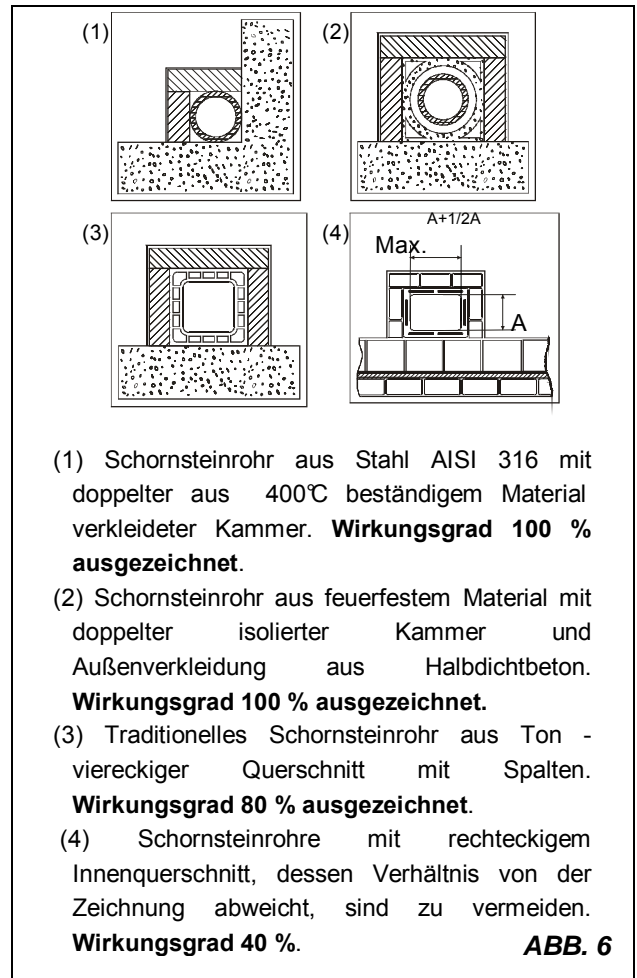 (1)
(2)
A+1/2A
(3)
(4)
Max.
A
(1) Schornsteinrohr aus Stahl AISI 316 mit
doppelter aus 400°C beständigem Material
verkleideter Kammer. Wirkungsgrad 100 %
ausgezeichnet.
(2) Schornsteinrohr aus feuerfestem Material mit
doppelter isolierter Kammer und
Außenverkleidung aus Halbdichtbeton.
Wirkungsgrad 100 % ausgezeichnet.
(3) Traditionelles Schornsteinrohr aus Ton -
viereckiger Querschnitt mit Spalten.
Wirkungsgrad 80 % ausgezeichnet.
(4) Schornsteinrohre mit rechteckigem
Innenquerschnitt, dessen Verhältnis von der
Zeichnung abweicht, sind zu vermeiden.
Wirkungsgrad 40 %. ABB. 6